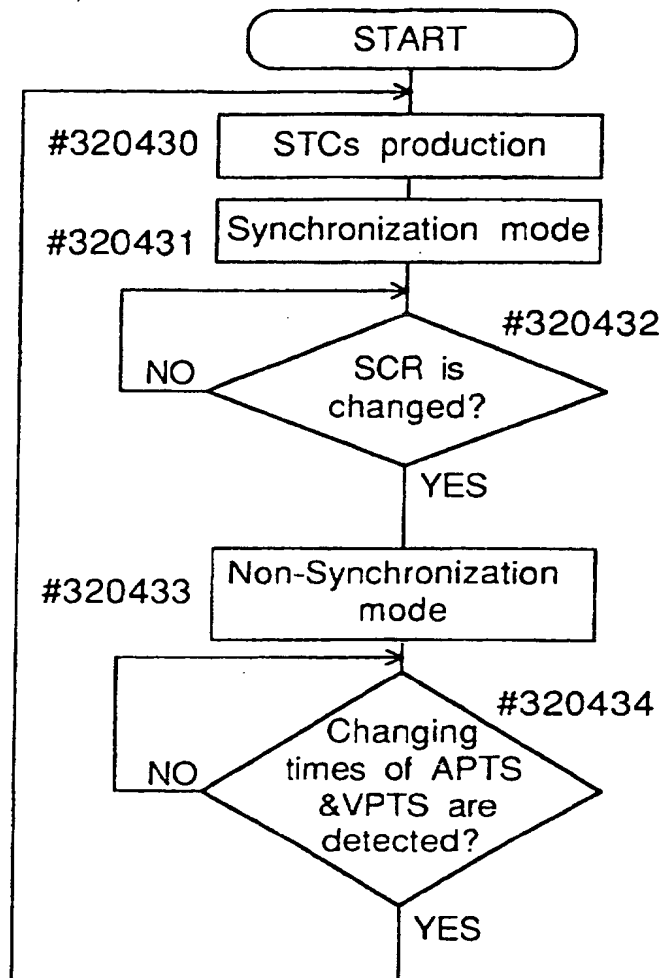 START
#320430
STCs production
#320431
Synchronization mode
#320432
SCR is
changed?
NO
YES
#320433
Non-Synchronization
mode
#320434
Changing
times of APTS
&VPTS are
detected?
NO
YES